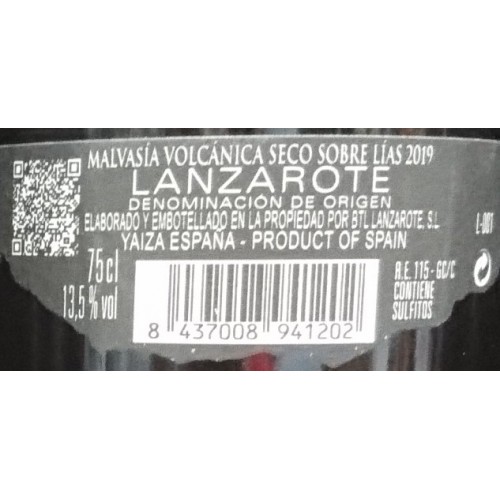 MALVASÍA VOLCÁNICA SECO SOBRE LÍAS 2019
LANZAROTE
DENOMINACIÓN DE ORIGEN
ELABORADO Y EMBOTELLADO EN LA PROPIEDAD POR BTL LANZAROTE, S.L.
YAIZA ESPAÑA - PRODUCT OF SPAIN
L-001
75 cl
13,5 % vol
R.E. 115-GC/C
CONTIENE
SULFITOS
8 437008 941202